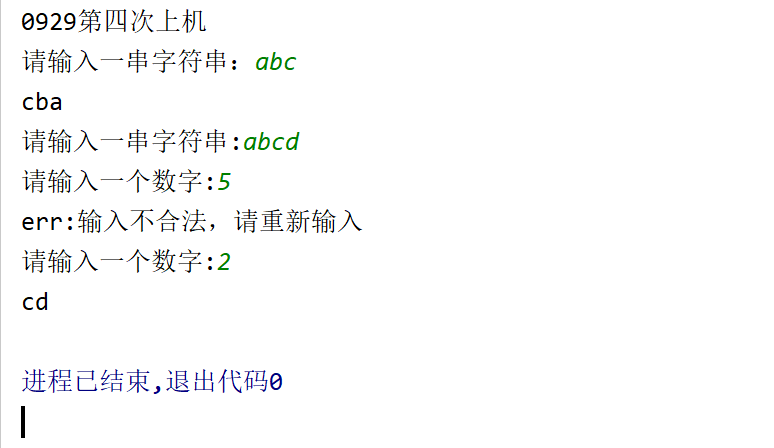 0929第四次上机
请输入一串字符串：abc
cba
请输入一串字符串:abcd
请输入一个数字:5
err:输入不合法，请重新输入
请输入一个数字:2
cd
进程已结束,退出代码0